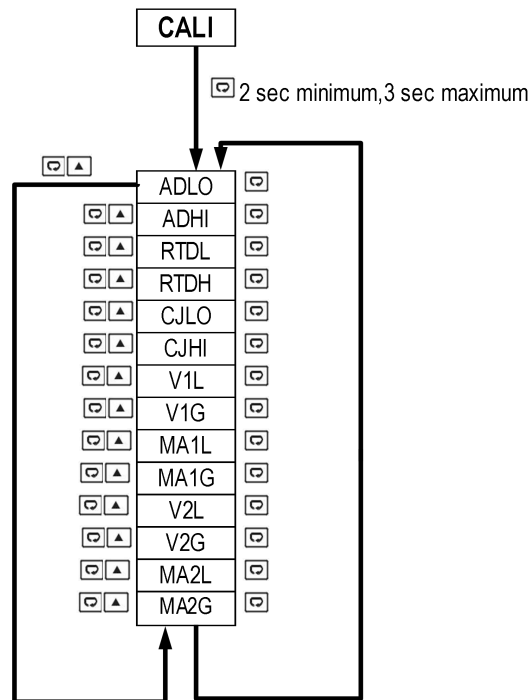 CALI
2 sec minimum,3 sec maximum
ADLO
ADHI
RTDL
RTDH
CJLO
CJHI
V1L
V1G
MA1L
MA1G
V2L
V2G
MA2L
MA2G